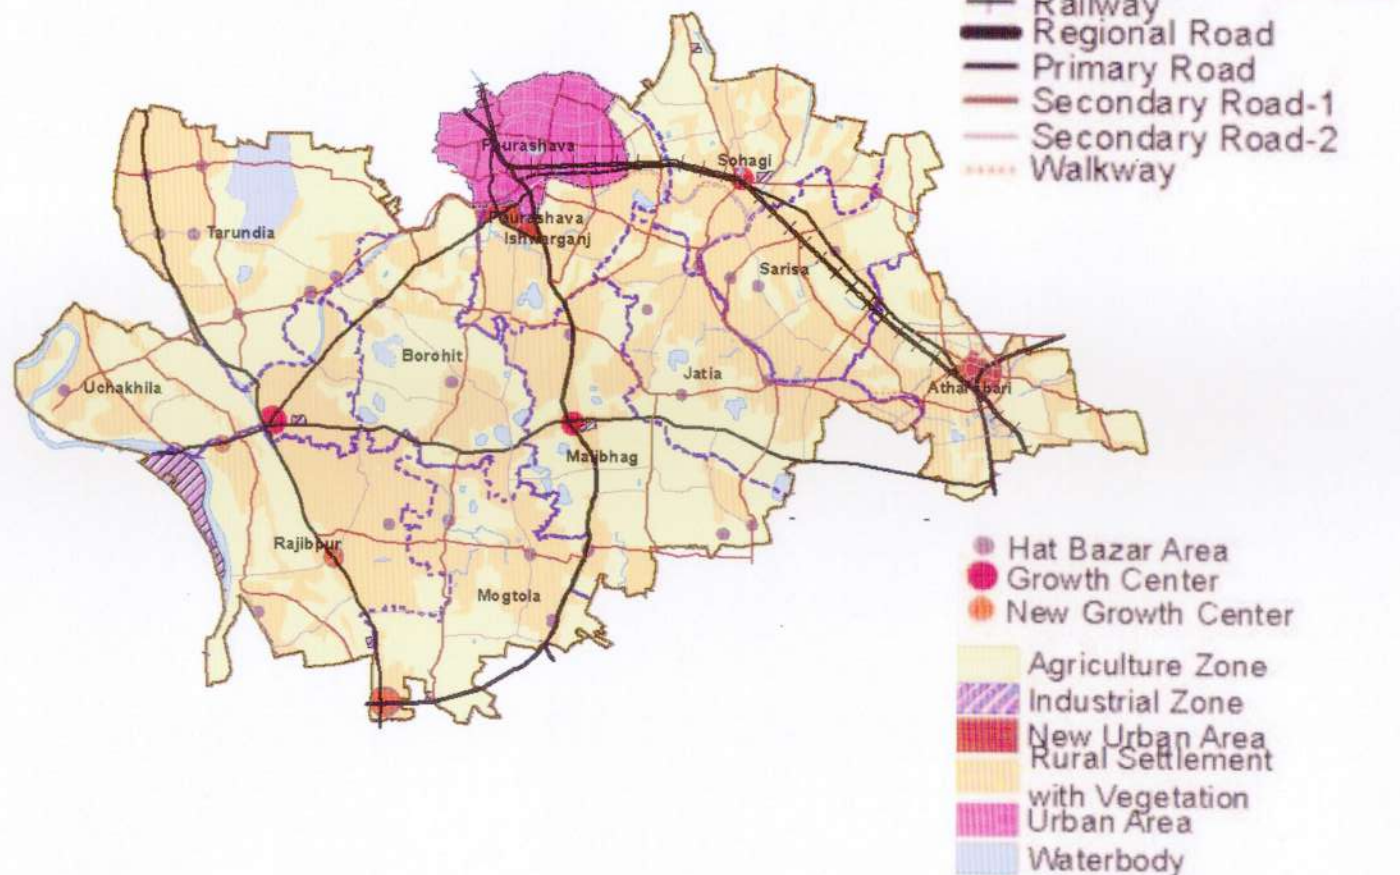 Railway
Regional Road
Primary Road
Secondary Road-1
Secondary Road-2
Walkway
Paurashava
Sohagi
Paurashava
Ishwarganj
Tarundia
Sarisa
Borohit
Jatia
Uchakhila
Atharabari
Maijbhag
Rajibpur
Mogtola
Hat Bazar Area
Growth Center
New Growth Center
Agriculture Zone
Industrial Zone
New Urban Area
Rural Settlement
with Vegetation
Urban Area
Waterbody